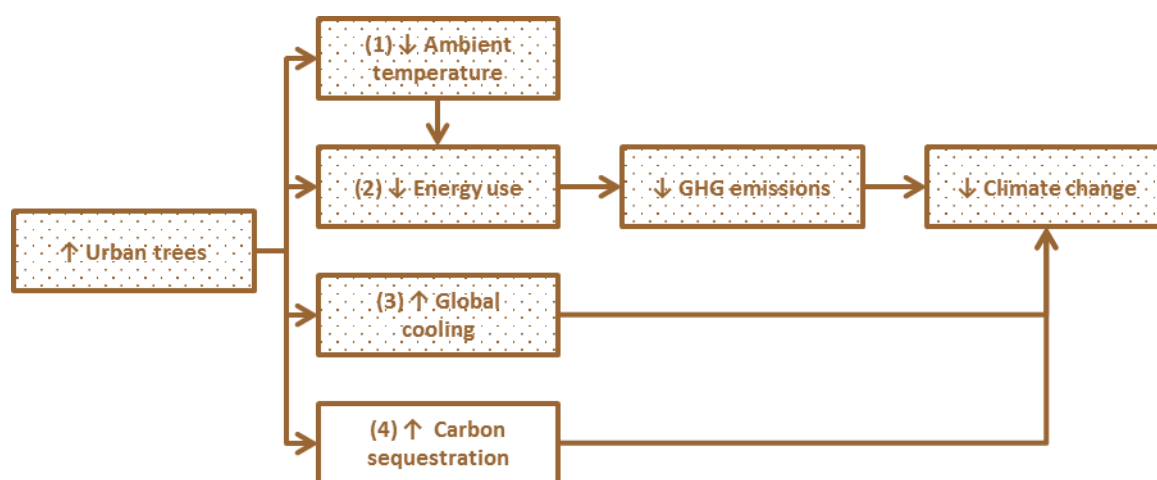 (1) ↓ Ambient
temperature
(2) ↓ Energy use
↓ GHG emissions
↓ Climate change
↑ Urban trees
(3) ↑ Global
cooling
(4) ↑ Carbon
sequestration